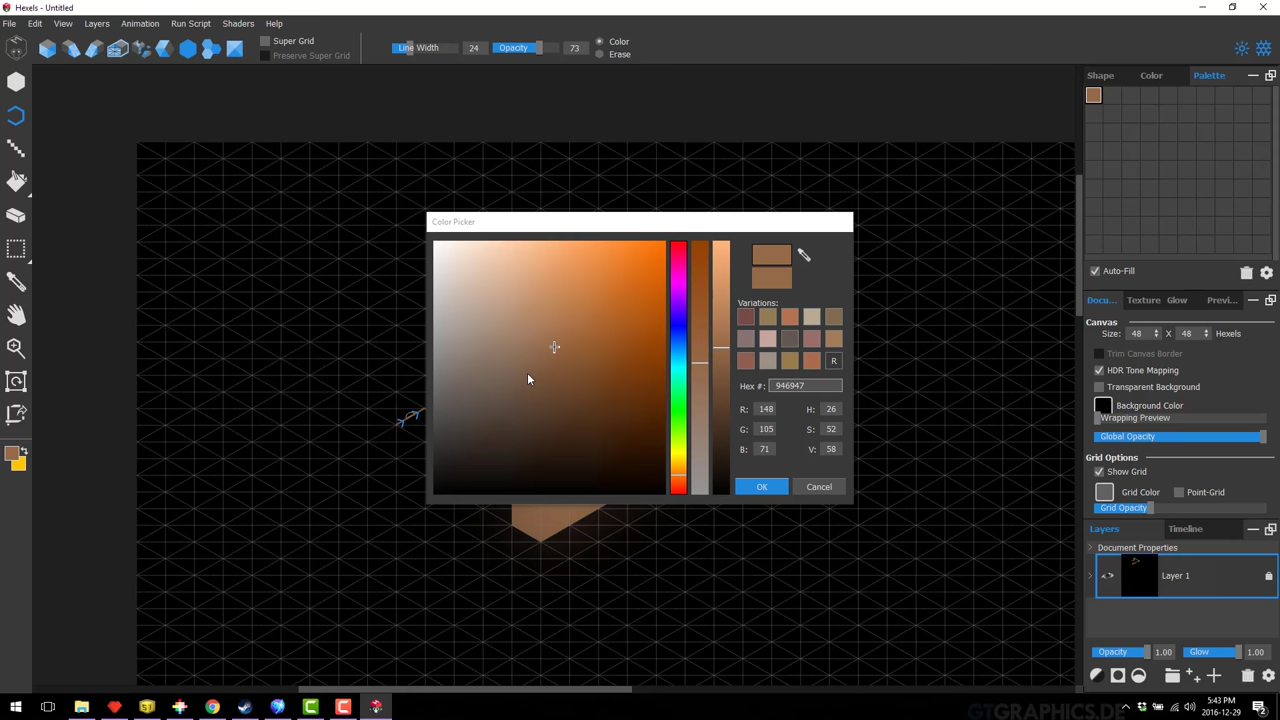 Hexels - Untitled
File Edit View Layers Animation Run Script Shaders Help
Super Grid
Preserve Super Grid
Line Width 24 Opacity 73
Color
Erase
Shape Color Palette
Color Picker
Variations:
R
Hex #: 946947
R: 148 H: 26
G: 105 S: 52
B: 71 V: 58
OK Cancel
Auto-Fill
Docu... Texture Glow Previ...
Canvas
Size: 48 X 48 Hexels
Trim Canvas Border
HDR Tone Mapping
Transparent Background
Background Color
Wrapping Preview
Global Opacity
Grid Options
Show Grid
Grid Color Point-Grid
Grid Opacity
Layers Timeline
Document Properties
Layer 1
Opacity 1.00 Glow 1.00
GTGRAPHICS.DE
5:43 PM
2016-12-29
2